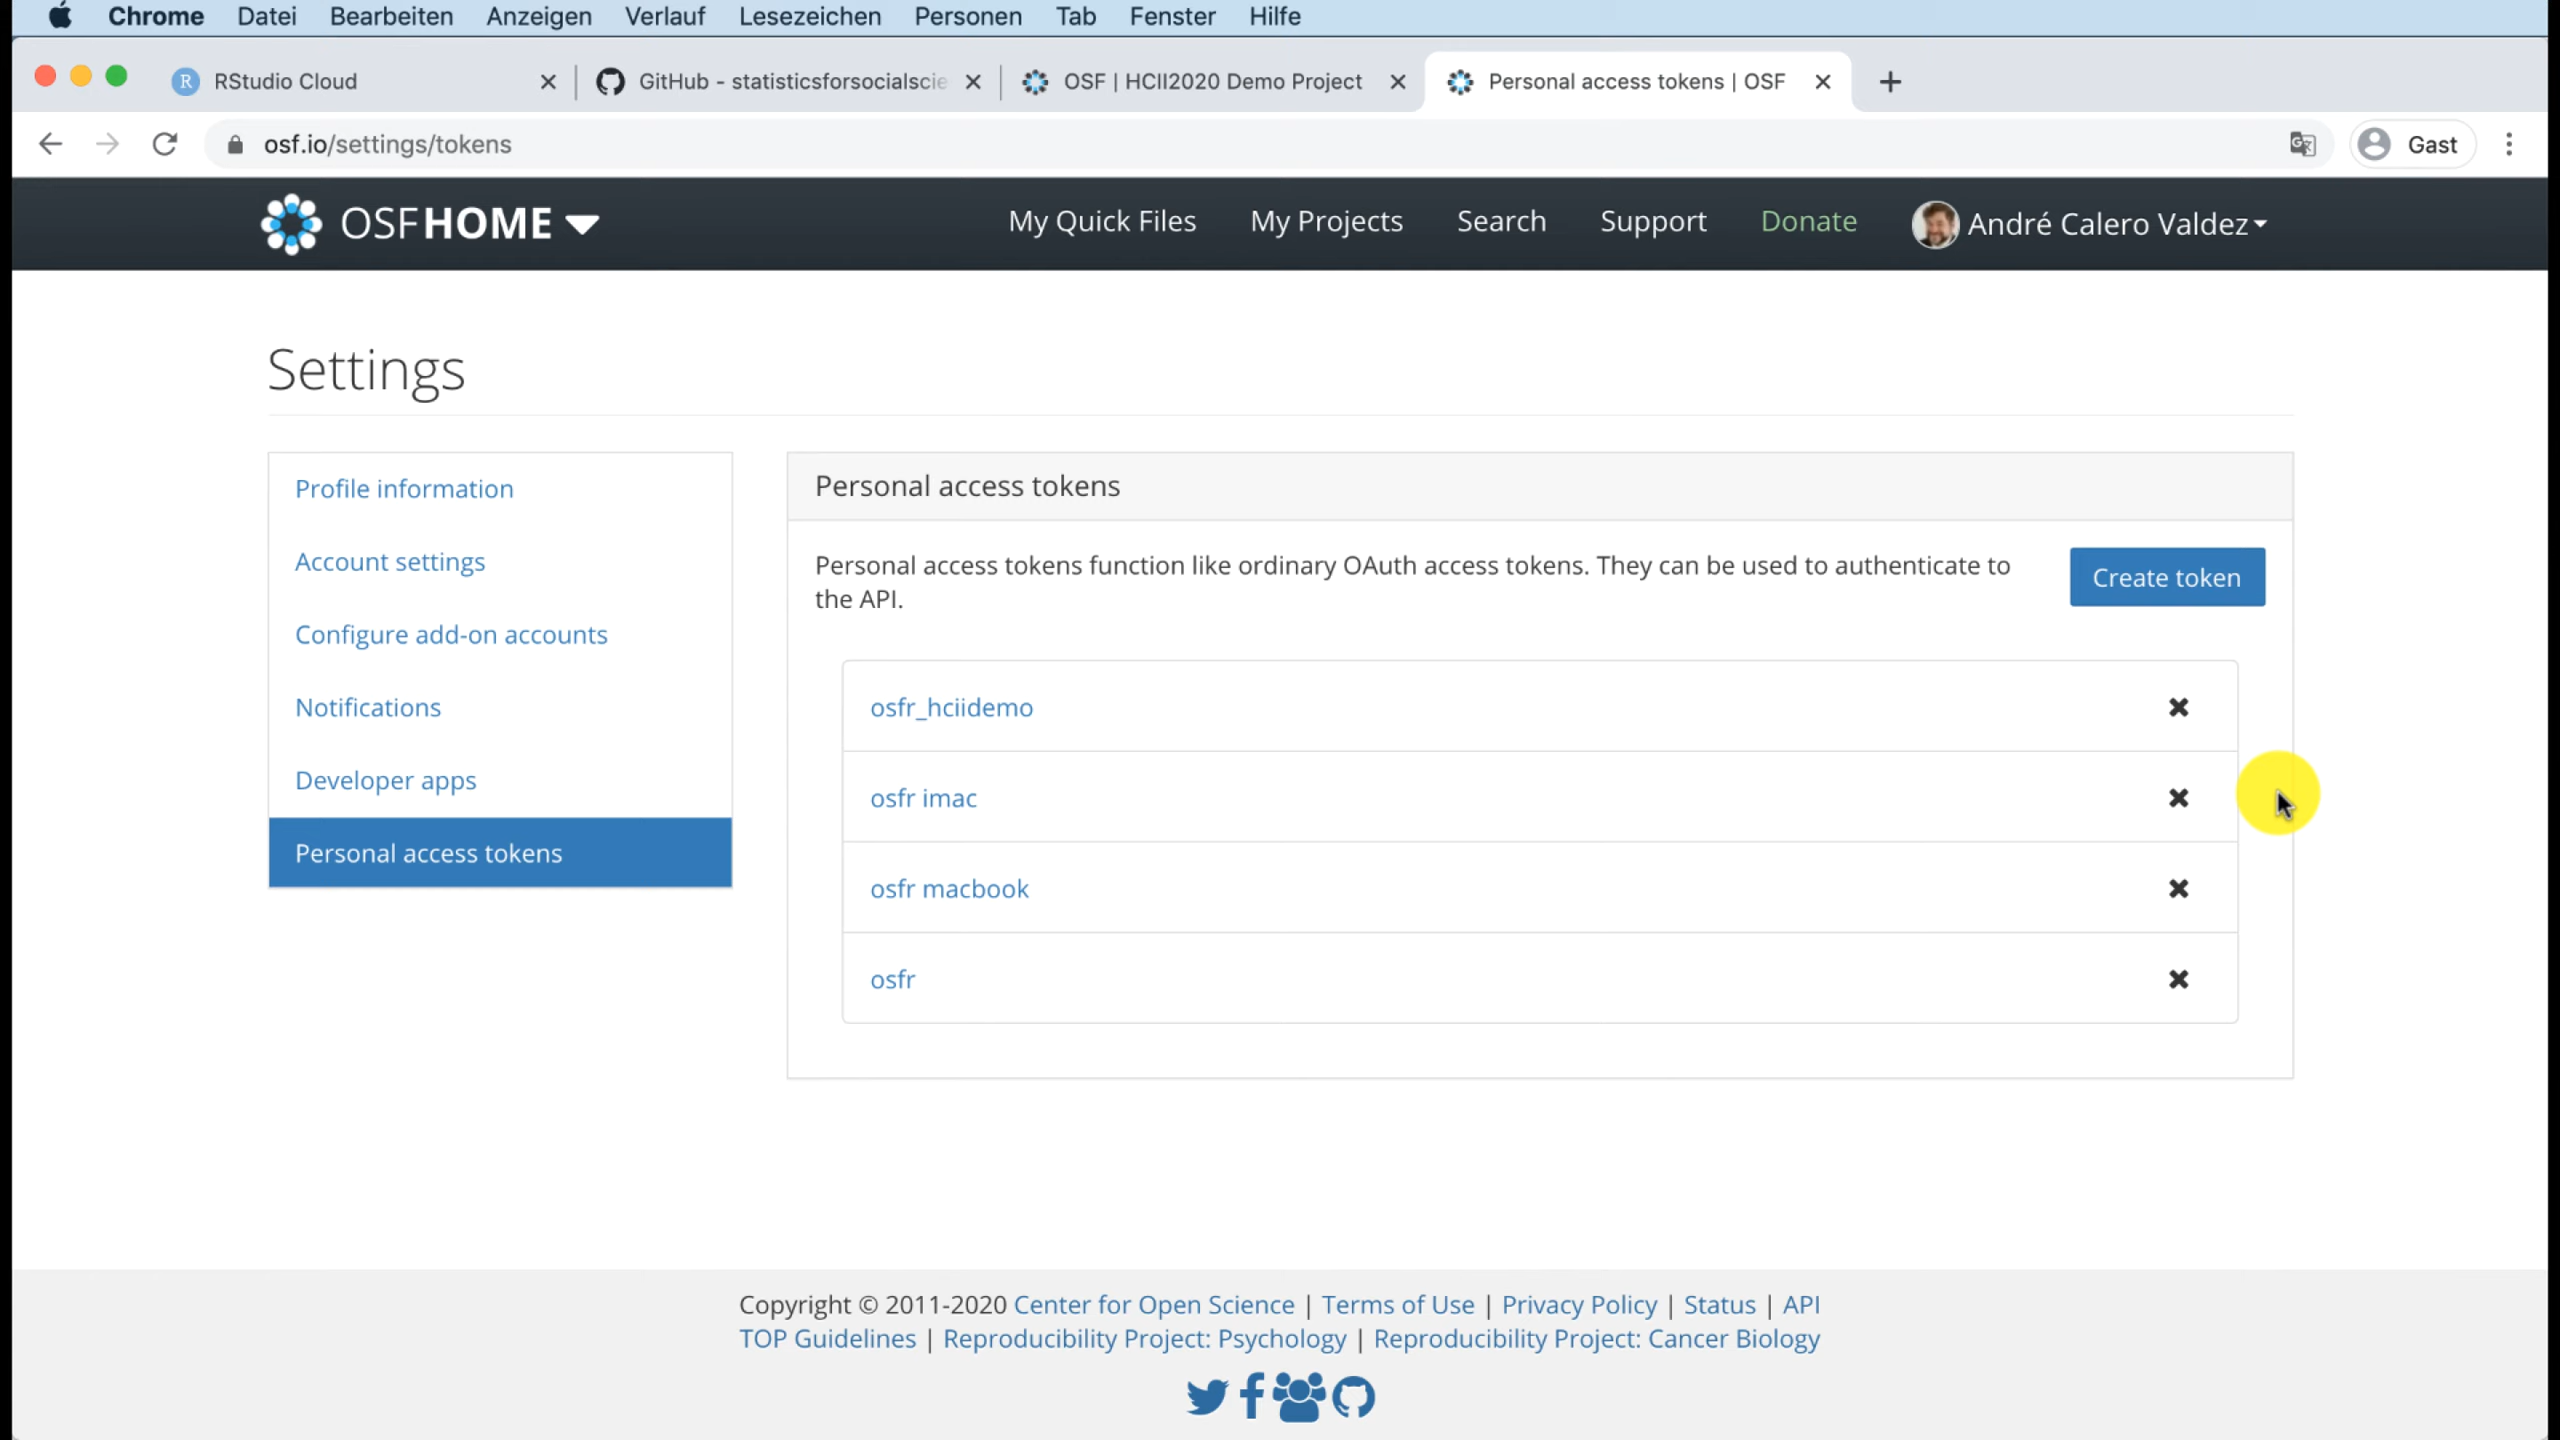 Chrome Datei Bearbeiten Anzeigen Verlauf Lesezeichen Personen Tab Fenster Hilfe
RStudio Cloud
GitHub - statisticsforsocialscie
OSF | HCII2020 Demo Project
Personal access tokens | OSF
osf.io/settings/tokens
Gast
OSFHOME
My Quick Files My Projects Search Support Donate André Calero Valdez
Settings
Profile information
Account settings
Configure add-on accounts
Notifications
Developer apps
Personal access tokens
Personal access tokens
Personal access tokens function like ordinary OAuth access tokens. They can be used to authenticate to
the API.
Create token
osfr_hciidemo
osfr imac
osfr macbook
osfr
Copyright © 2011-2020 Center for Open Science | Terms of Use | Privacy Policy | Status | API
TOP Guidelines | Reproducibility Project: Psychology | Reproducibility Project: Cancer Biology